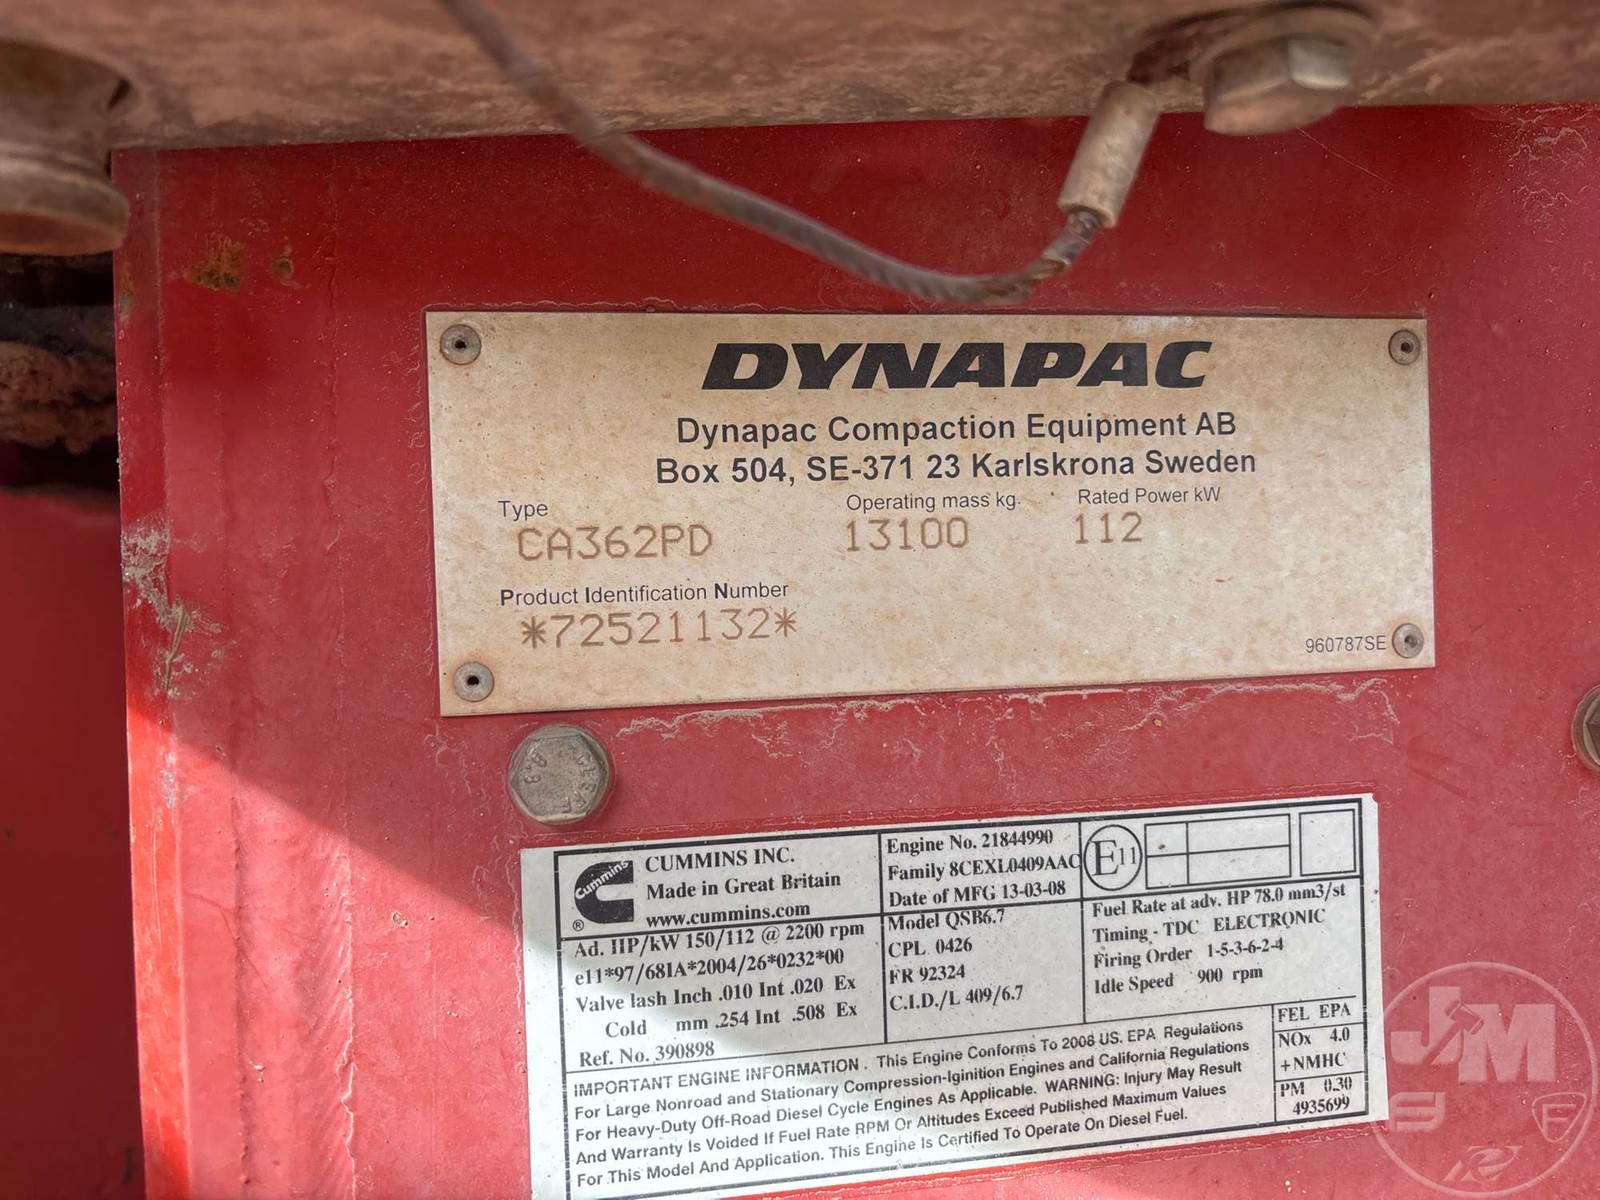 DYNAPAC
Dynapac Compaction Equipment AB
Box 504, SE-371 23 Karlskrona Sweden
Type Operating mass kg. Rated Power kW
CA362PD 13100 112
Product Identification Number
*72521132*
960787SE
8.8
Cummins
®
CUMMINS INC.
Made in Great Britain
www.cummins.com
Engine No. 21844990
Family 8CEXL0409AAC
Date of MFG 13-03-08
E11
Ad. HP/kW 150/112 @ 2200 rpm
e11*97/68IA*2004/26*0232*00
Valve lash Inch .010 Int .020 Ex
Cold mm .254 Int .508 Ex
Ref. No. 390898
Model QSB6.7
CPL 0426
FR 92324
C.I.D./L 409/6.7
Fuel Rate at adv. HP 78.0 mm3/st
Timing - TDC ELECTRONIC
Firing Order 1-5-3-6-2-4
Idle Speed 900 rpm
IMPORTANT ENGINE INFORMATION . This Engine Conforms To 2008 US. EPA Regulations
For Large Nonroad and Stationary Compression-Iginition Engines and California Regulations
For Heavy-Duty Off-Road Diesel Cycle Engines As Applicable. WARNING: Injury May Result
And Warranty Is Voided If Fuel Rate RPM Or Altitudes Exceed Published Maximum Values
For This Model And Application. This Engine Is Certified To Operate On Diesel Fuel.
FEL EPA
NOx 4.0
+NMHC
PM 0.30
4935699
J&M